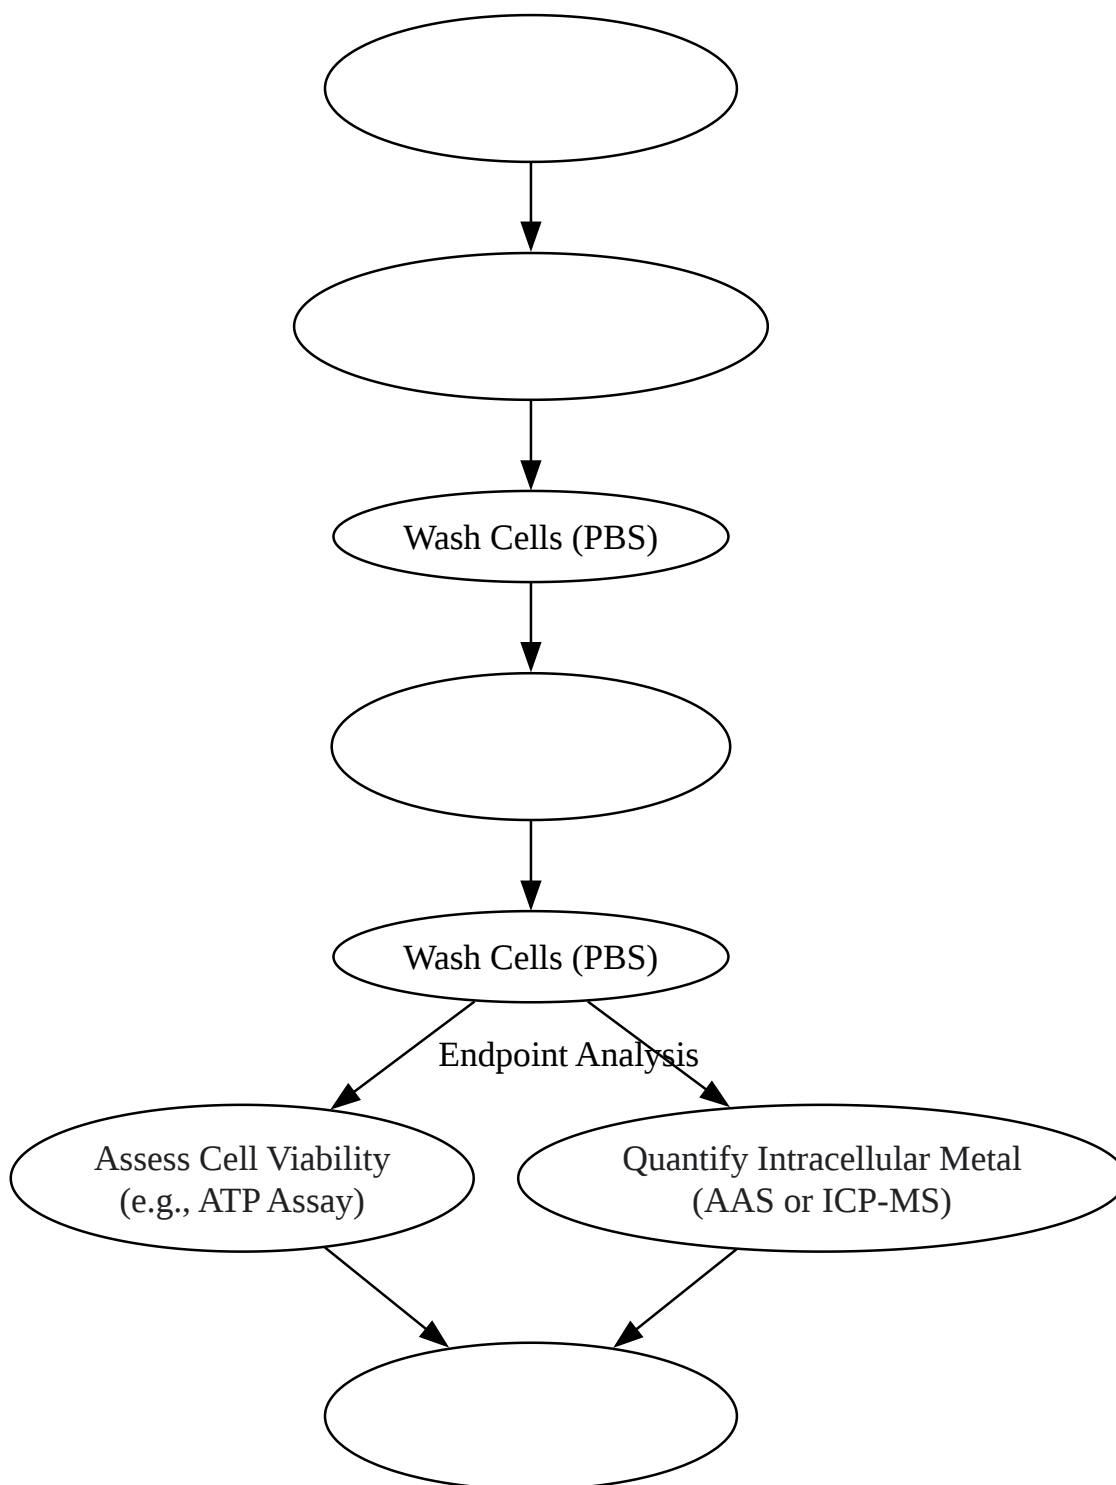 Wash Cells (PBS)
Wash Cells (PBS)
Endpoint Analysis
Assess Cell Viability
(e.g., ATP Assay)
Quantify Intracellular Metal
(AAS or ICP-MS)